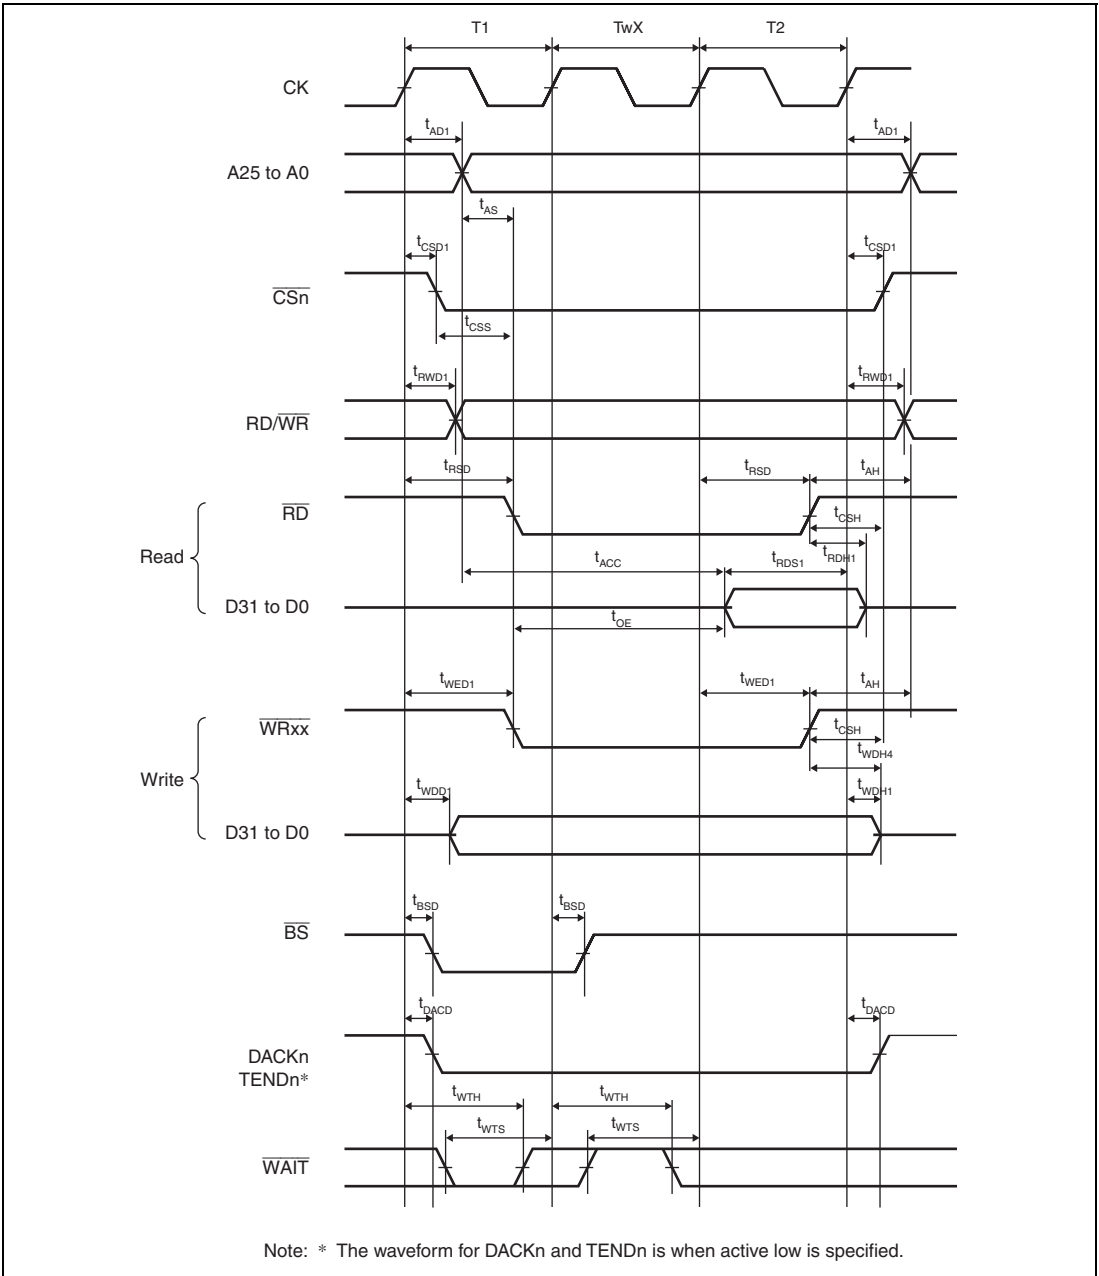 T1 TwX T2
CK
tAD1 tAD1
A25 to A0
tAS
tCSD1 tCSD1
CSn
tCSS
tRWD1 tRWD1
RD/WR
tRSD tRSD tAH
RD
tCSH
Read
tACC tRDS1 tRDH1
D31 to D0
tOE
tWED1 tWED1 tAH
WRxx
tCSH
tWDH4
Write
tWDD1 tWDH1
D31 to D0
tBSD tBSD
BS
tDACD tDACD
DACKn
TENDn*
tWTH tWTH
tWTS tWTS
WAIT
Note: * The waveform for DACKn and TENDn is when active low is specified.